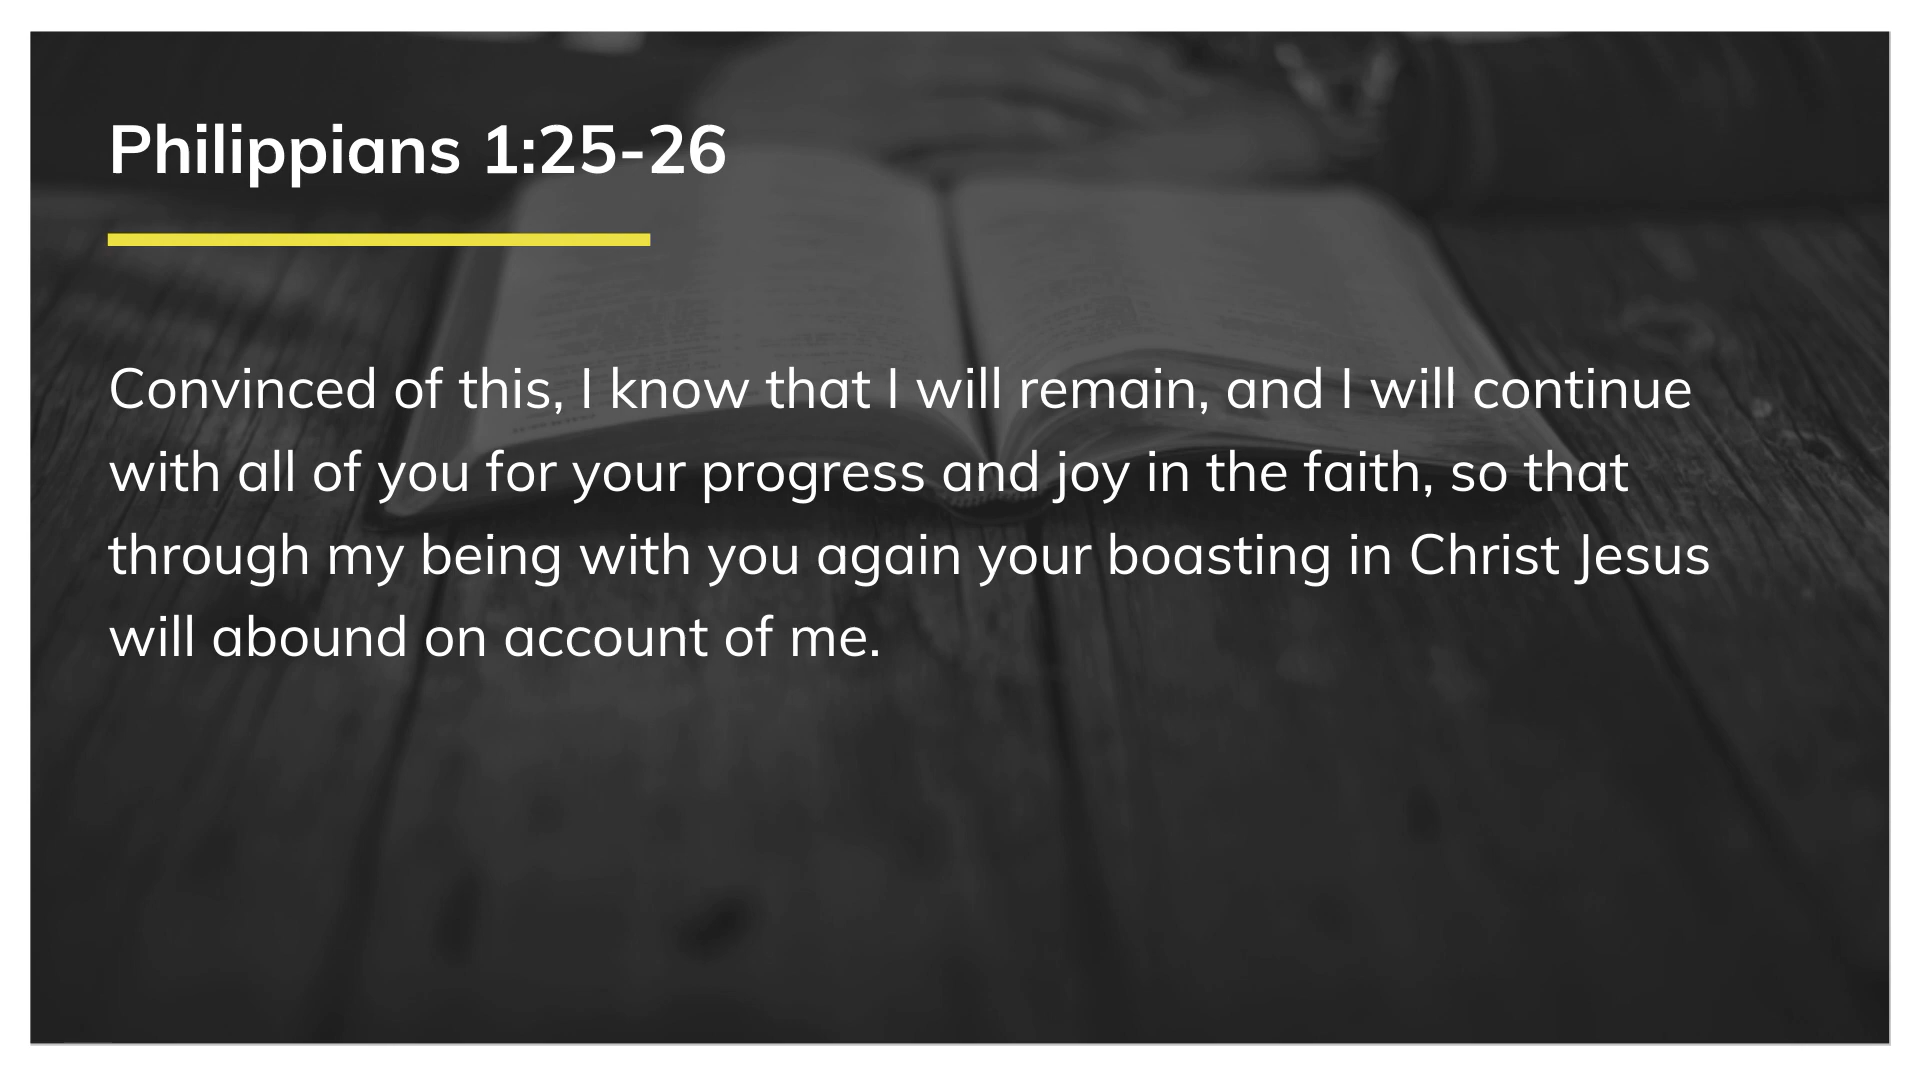 Philippians 1:25-26
Convinced of this, I know that I will remain, and I will continue
with all of you for your progress and joy in the faith, so that
through my being with you again your boasting in Christ Jesus
will abound on account of me.